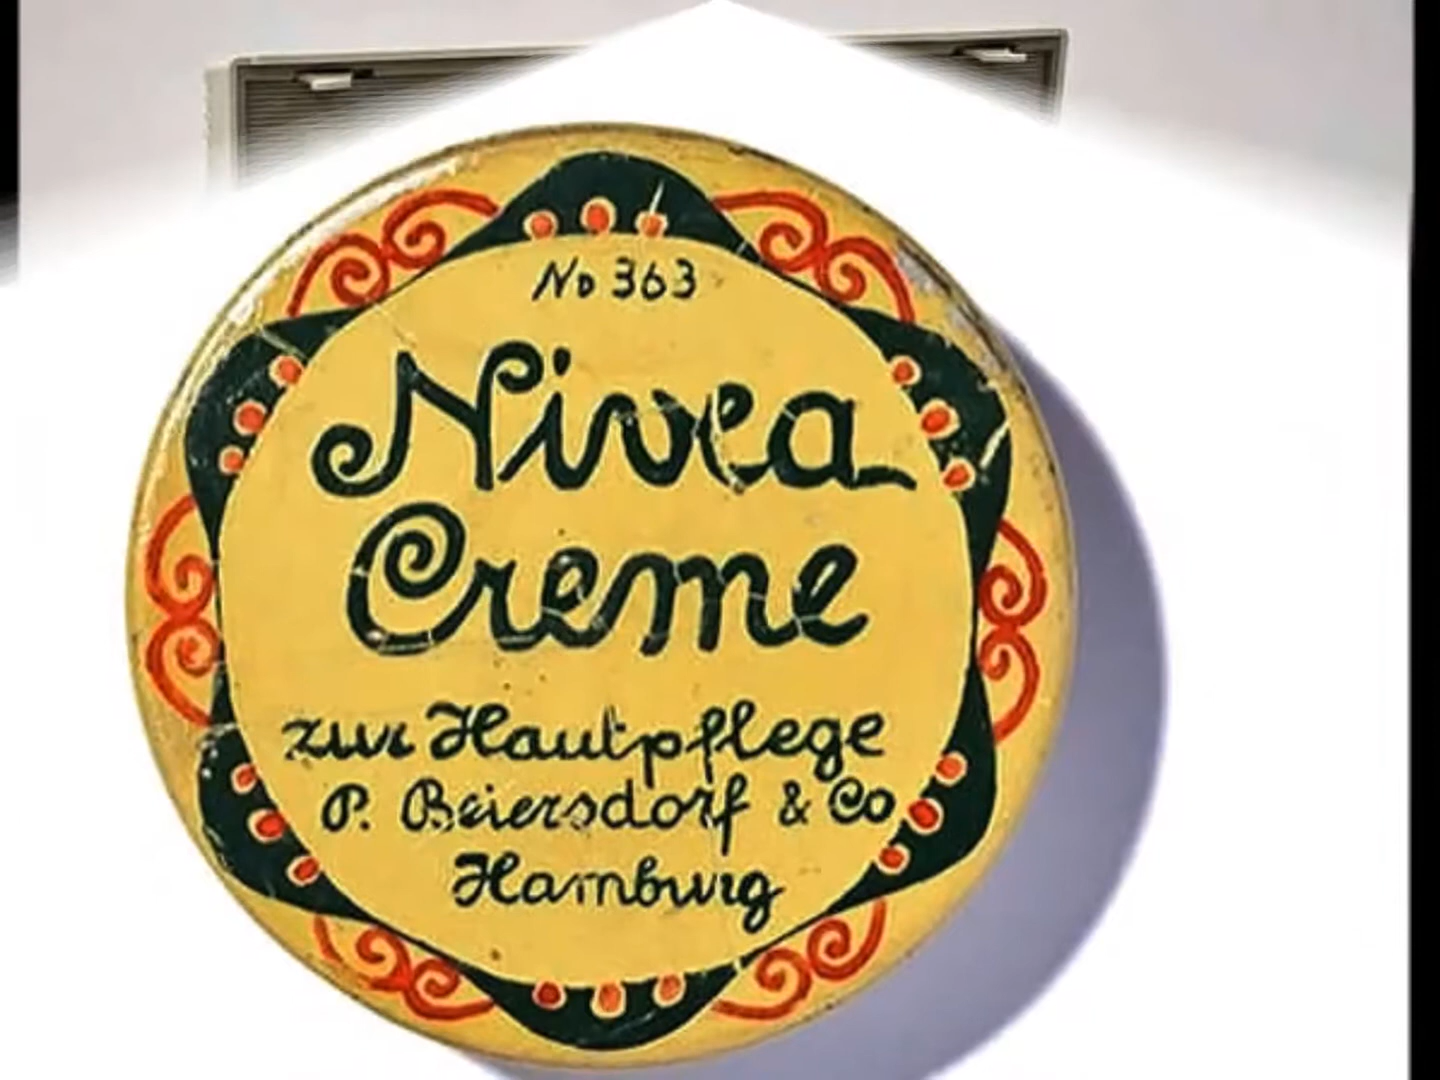 No 363
Nivea
Creme
zur Hautpflege
P. Beiersdorf & Co
Hamburg